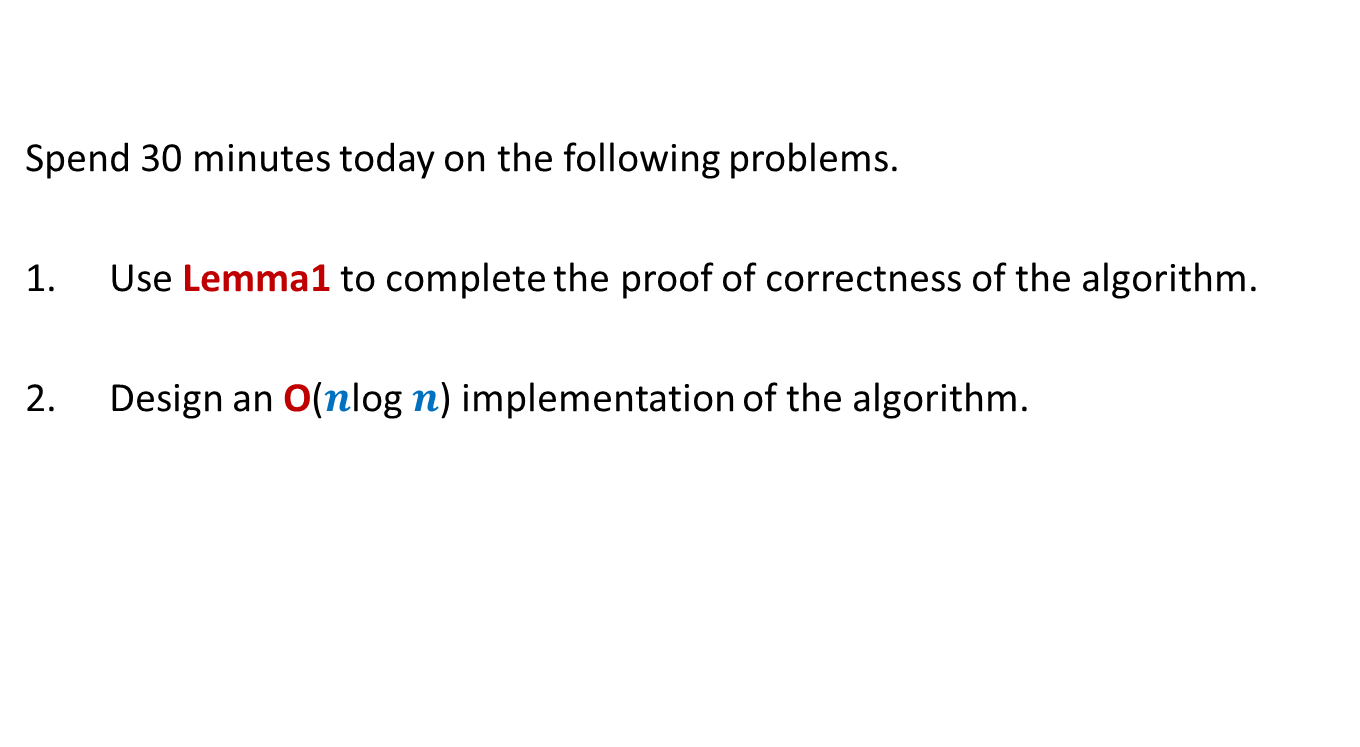 Spend 30 minutes today on the following problems.
1. Use Lemma1 to complete the proof of correctness of the algorithm.
2. Design an O(nlog n) implementation of the algorithm.